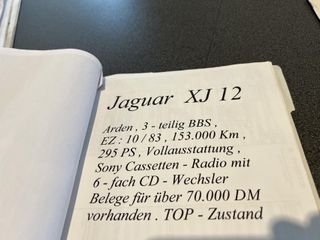 Jaguar XJ 12
Arden , 3 - teilig BBS ,
EZ : 10 / 83 , 153.000 Km ,
295 PS , Vollausstattung ,
Sony Cassetten - Radio mit
6 - fach CD - Wechsler
Belege für über 70.000 DM
vorhanden . TOP - Zustand